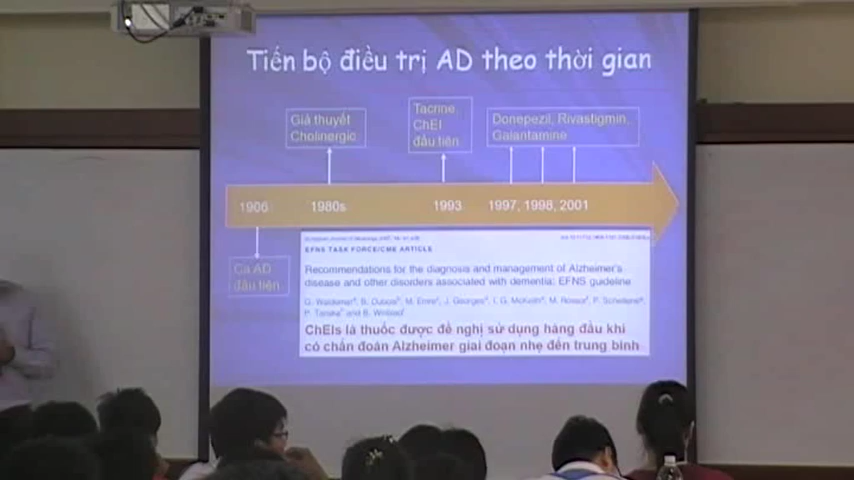 Tiến bộ điều trị AD theo thời gian
Giả thuyết
Cholinergic
Tacrine,
ChEI
đầu tiên
Donepezil, Rivastigmin,
Galantamine
1906
1980s
1993
1997, 1998, 2001
Ca AD
đầu tiên
EFNS TASK FORCE/CME ARTICLE
Recommendations for the diagnosis and management of Alzheimer's
disease and other disorders associated with dementia: EFNS guideline
ChEIs là thuốc được đề nghị sử dụng hàng đầu khi
có chẩn đoán Alzheimer giai đoạn nhẹ đến trung bình